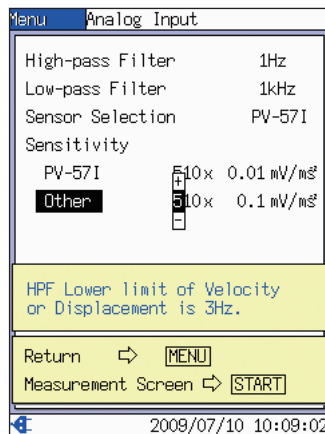 Menu Analog Input
High-pass Filter 1Hz
Low-pass Filter 1kHz
Sensor Selection PV-57I
Sensitivity
PV-57I 510x 0.01 mV/ms²
+
Other 510x 0.1 mV/ms²
-
HPF Lower limit of Velocity
or Displacement is 3Hz.
Return ⇨ MENU
Measurement Screen ⇨ START
2009/07/10 10:09:02